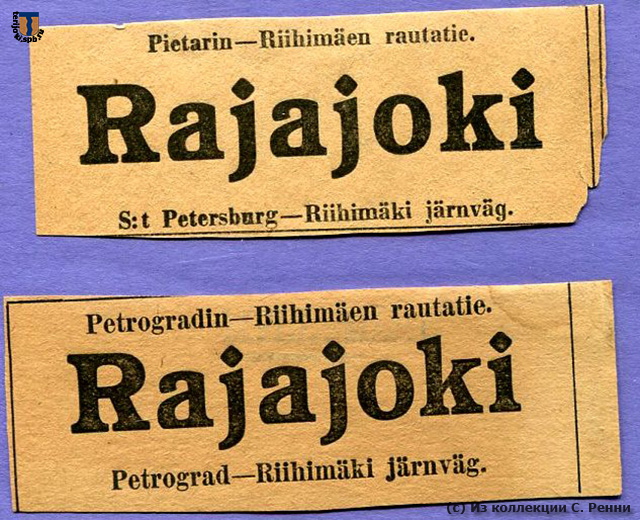 Pietarin—Riihimäen rautatie.
Rajajoki
S:t Petersburg—Riihimäki järnväg.
Petrogradin—Riihimäen rautatie.
Rajajoki
Petrograd—Riihimäki järnväg.
(c) Из коллекции С. Ренни